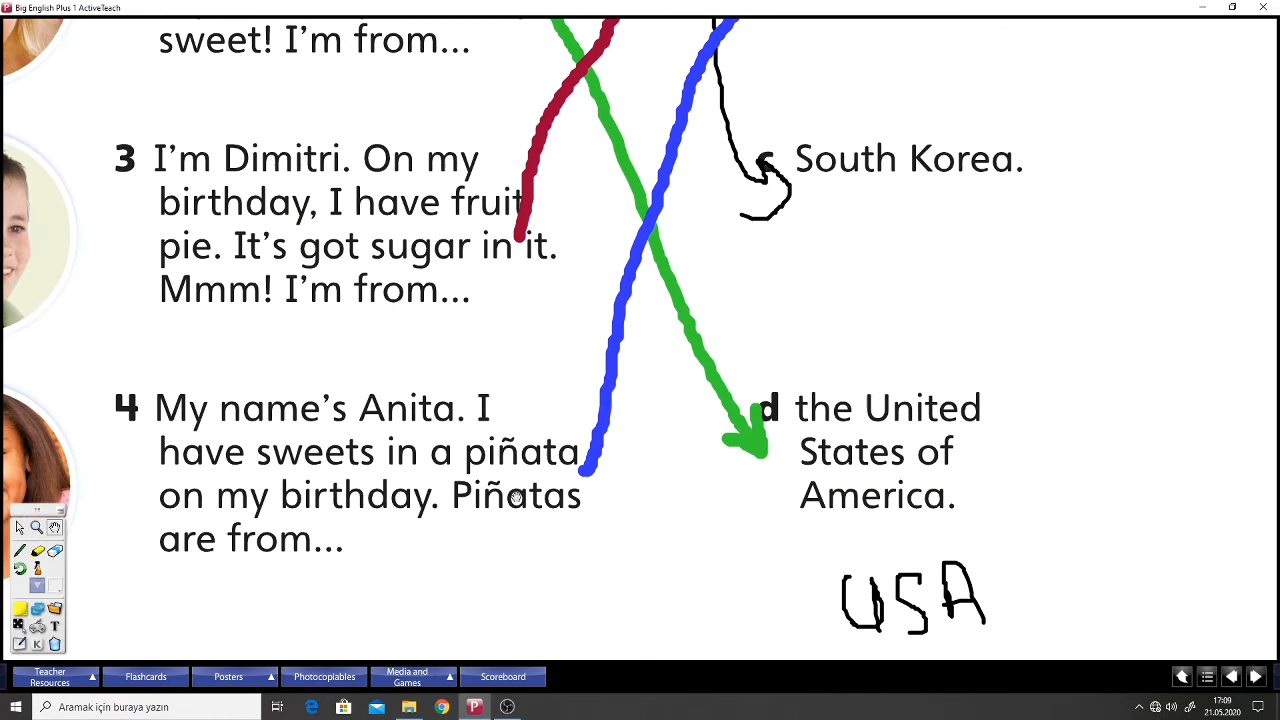 Big English Plus 1 ActiveTeach
sweet! I'm from...
3 I'm Dimitri. On my
birthday, I have fruit
pie. It's got sugar in it.
Mmm! I'm from...
c South Korea.
4 My name's Anita. I
have sweets in a piñata
on my birthday. Piñatas
are from...
d the United
States of
America.
USA
Teacher
Resources
Flashcards
Posters
Photocopiables
Media and
Games
Scoreboard
Aramak için buraya yazın
17:09
21.05.2020